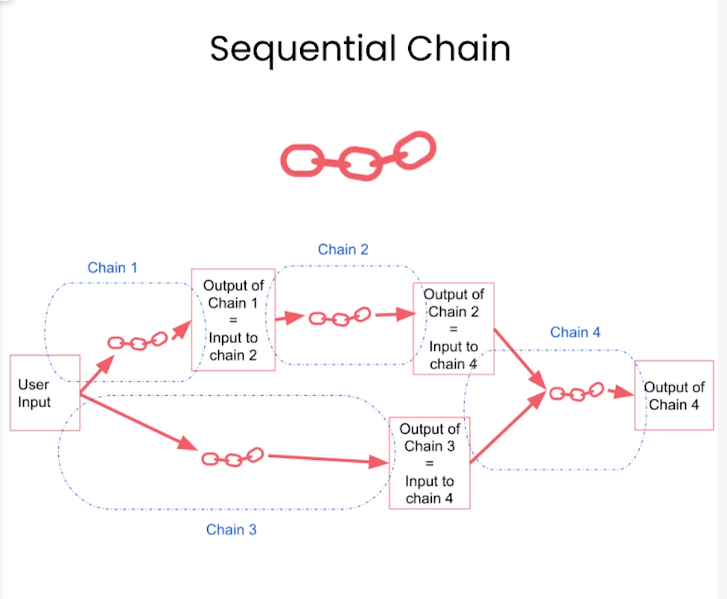 Sequential Chain
Chain 1
Chain 2
Output of
Chain 1
=
Input to
chain 2
Output of
Chain 2
=
Input to
chain 4
Chain 4
User
Input
Output of
Chain 4
Output of
Chain 3
=
Input to
chain 4
Chain 3